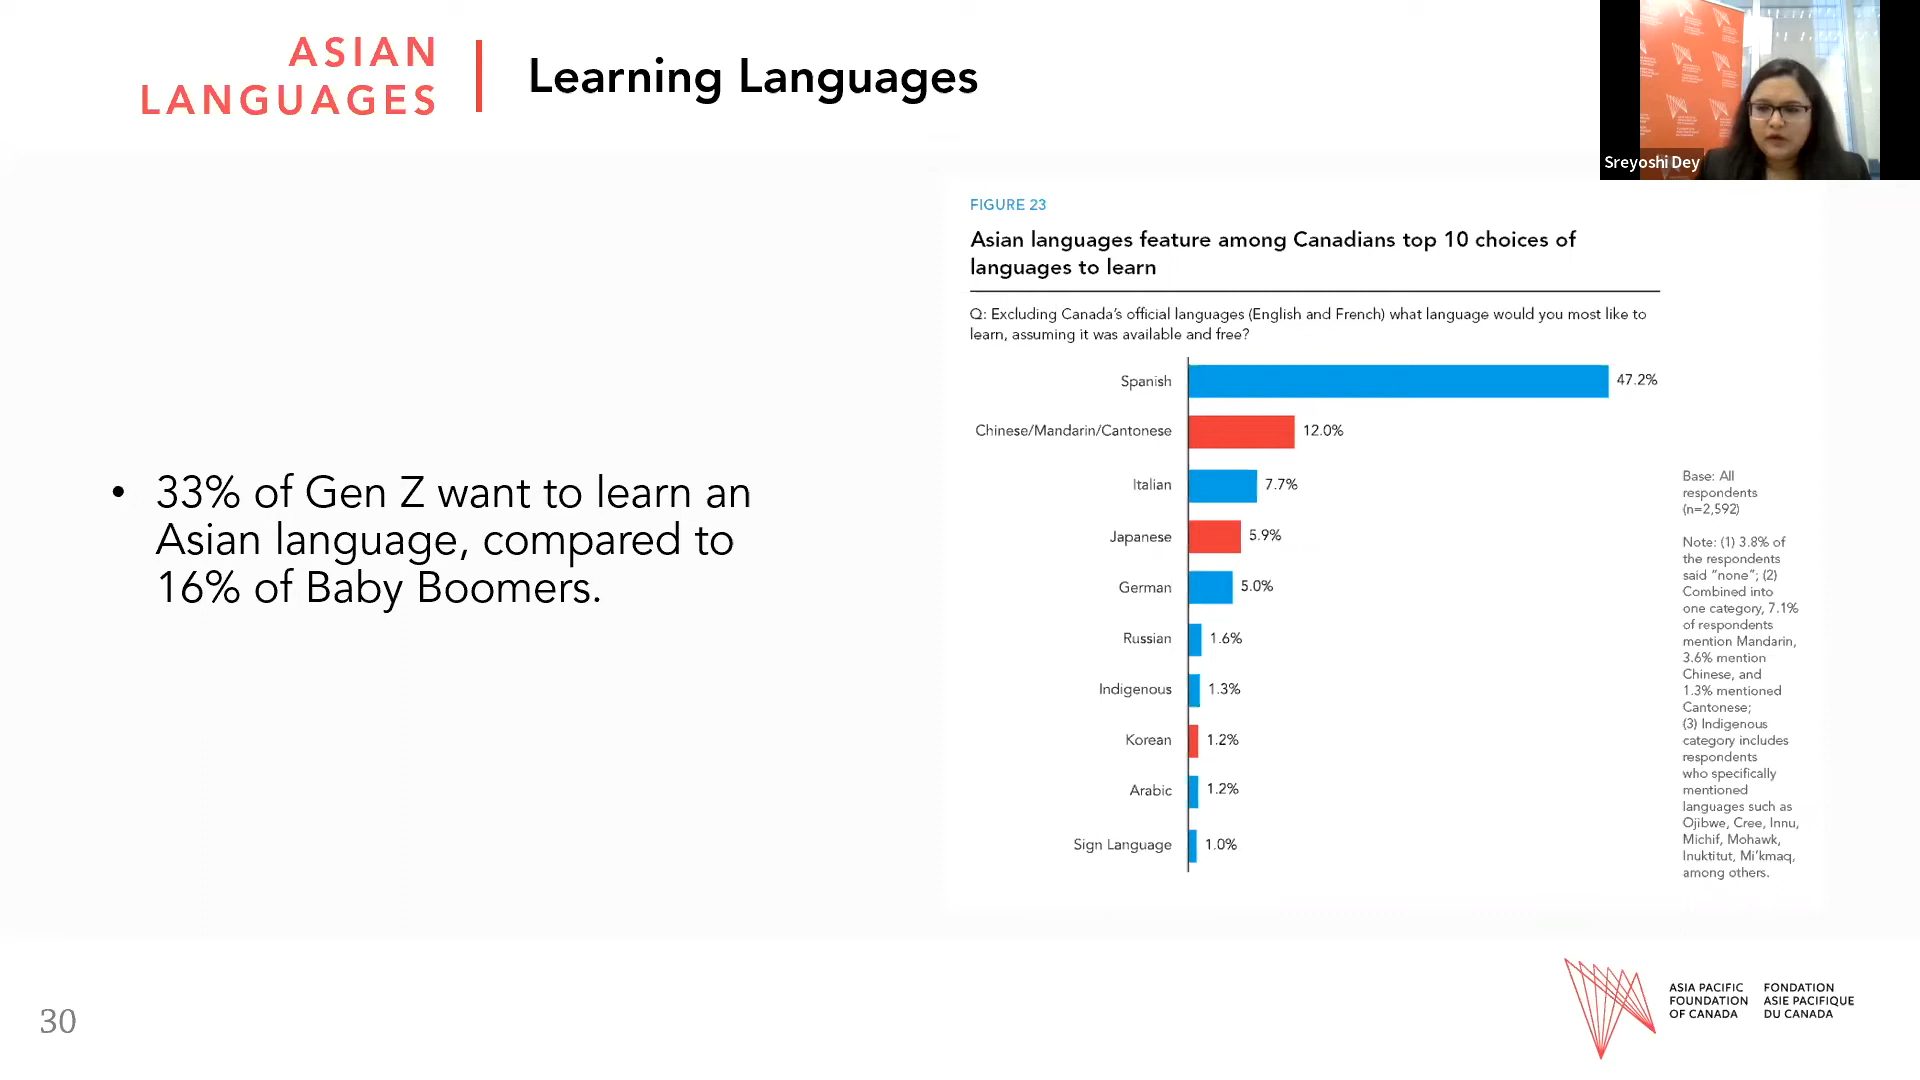 ASIAN
LANGUAGES
Learning Languages
Sreyoshi Dey
• 33% of Gen Z want to learn an
Asian language, compared to
16% of Baby Boomers.
FIGURE 23
Asian languages feature among Canadians top 10 choices of
languages to learn
Q: Excluding Canada’s official languages (English and French) what language would you most like to
learn, assuming it was available and free?
Spanish 47.2%
Chinese/Mandarin/Cantonese 12.0%
Italian 7.7%
Japanese 5.9%
German 5.0%
Russian 1.6%
Indigenous 1.3%
Korean 1.2%
Arabic 1.2%
Sign Language 1.0%
Base: All
respondents
(n=2,592)
Note: (1) 3.8% of
the respondents
said “none”; (2)
Combined into
one category, 7.1%
of respondents
mention Mandarin,
3.6% mention
Chinese, and
1.3% mentioned
Cantonese;
(3) Indigenous
category includes
respondents
who specifically
mentioned
languages such as
Ojibwe, Cree, Innu,
Michif, Mohawk,
Inuktitut, Mi’kmaq,
among others.
30
ASIA PACIFIC
FOUNDATION
OF CANADA
FONDATION
ASIE PACIFIQUE
DU CANADA